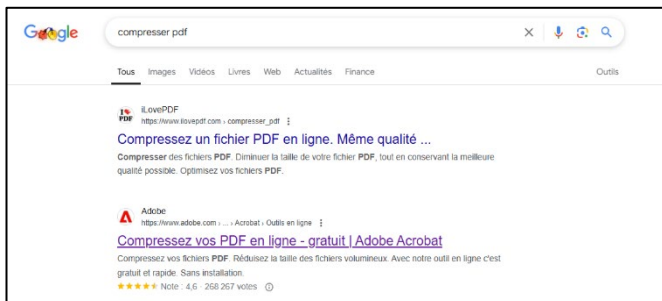 Google
compresser pdf
Tous Images Vidéos Livres Web Actualités Finance Outils
I PDF
iLovePDF
https://www.ilovepdf.com › compresser_pdf
Compressez un fichier PDF en ligne. Même qualité ...
Compresser des fichiers PDF. Diminuer la taille de votre fichier PDF, tout en conservant la meilleure
qualité possible. Optimisez vos fichiers PDF.
Adobe
https://www.adobe.com › ... › Acrobat › Outils en ligne
Compressez vos PDF en ligne - gratuit | Adobe Acrobat
Compressez vos fichiers PDF. Réduisez la taille des fichiers volumineux. Avec notre outil en ligne c'est
gratuit et rapide. Sans installation.
Note : 4,6 · 268 267 votes